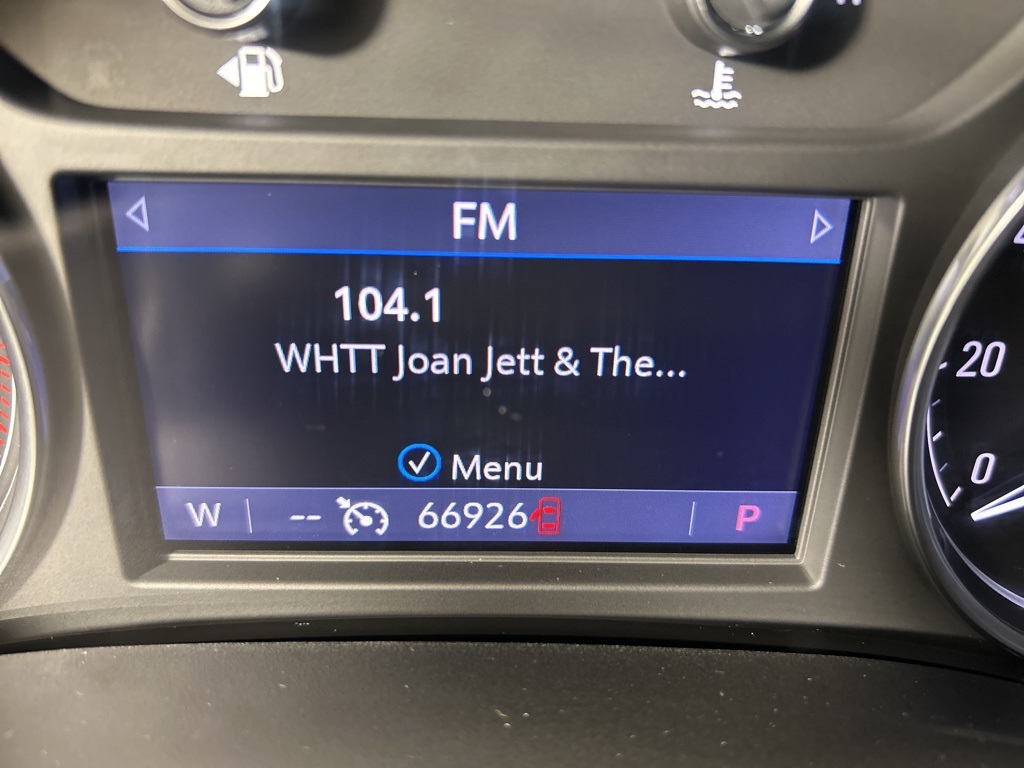 FM
104.1
WHTT Joan Jett & The...
Menu
W -- 66926 P
20
0